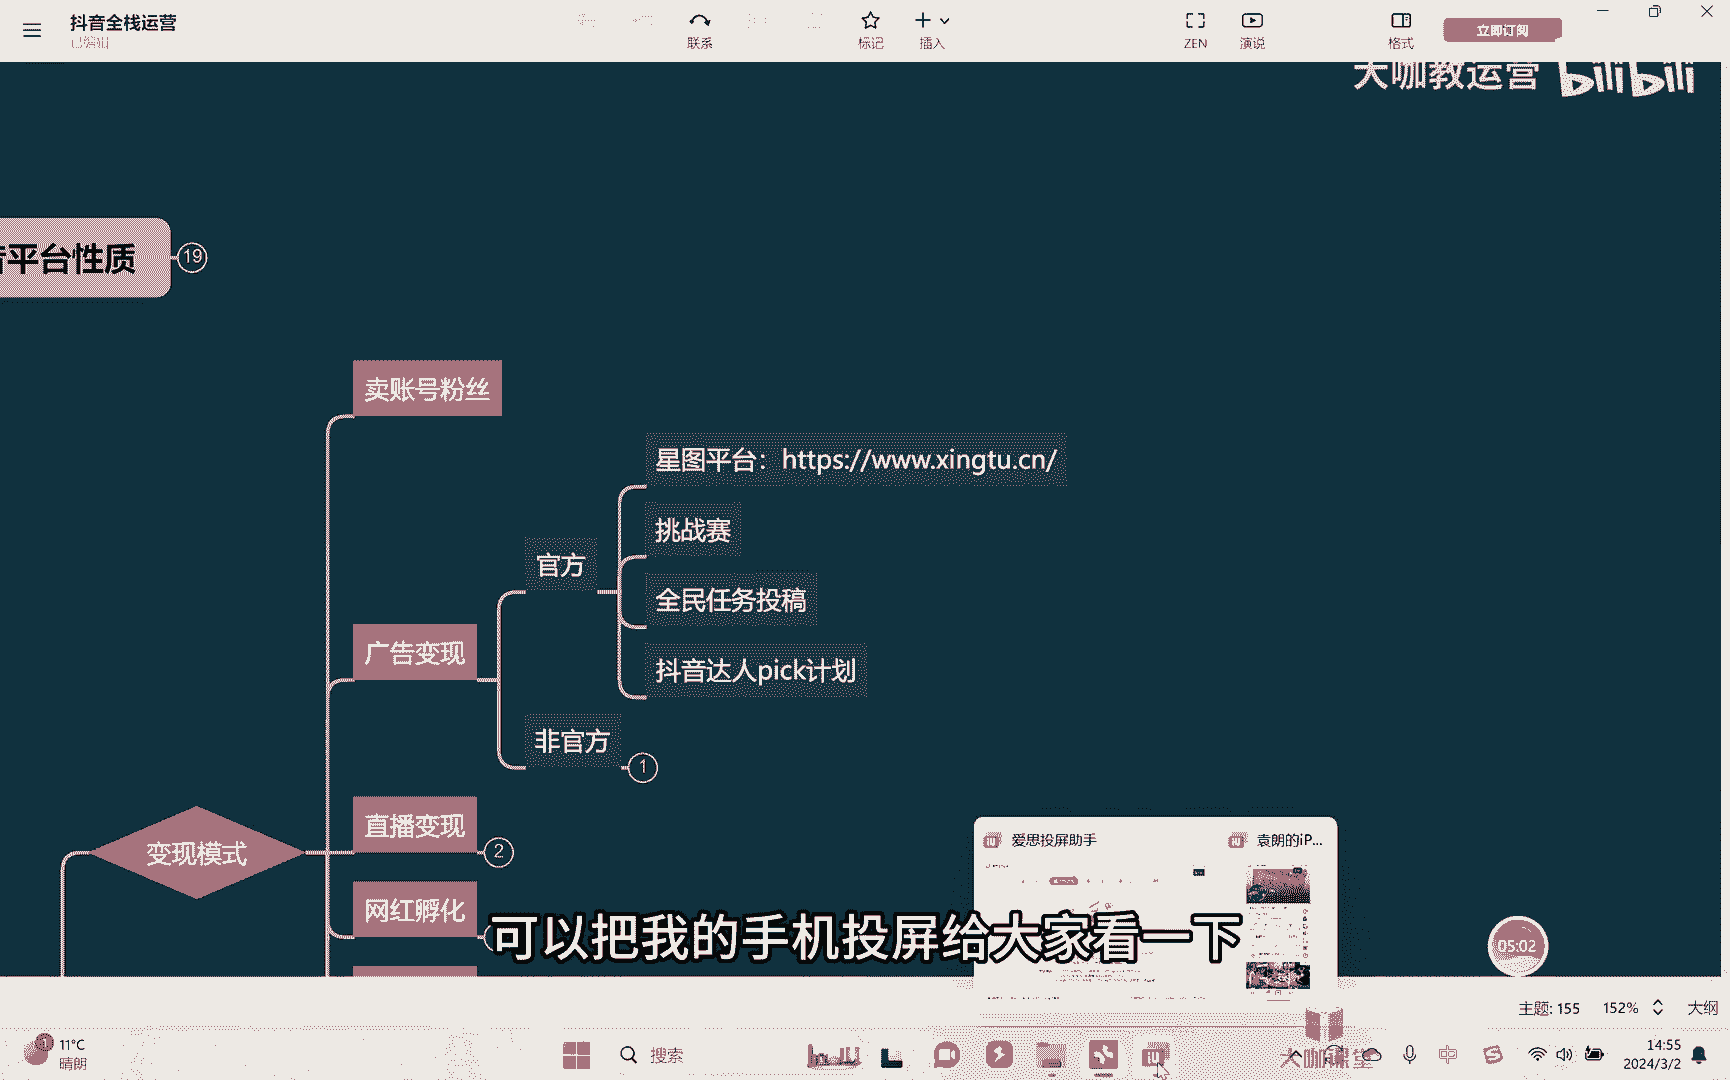 抖音全栈运营
已编辑
联系
标记
插入
ZEN
演说
格式
立即订阅
大咖教运营 bilibili
音平台性质
19
卖账号粉丝
星图平台：https://www.xingtu.cn/
挑战赛
官方
全民任务投稿
广告变现
抖音达人pick计划
非官方
1
直播变现
2
变现模式
网红孵化
爱思投屏助手
袁朗的iP...
可以把我的手机投屏给大家看一下
05:02
主题: 155
152%
大纲
11°C
晴朗
搜索
大咖课堂
中
14:55
2024/3/2